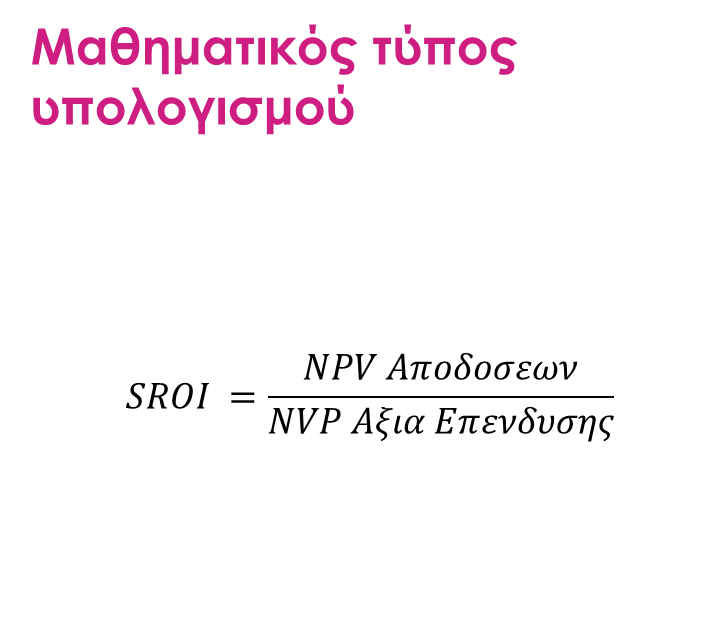 Μαθηματικός τύπος
υπολογισμού
NPV Αποδοσεων
SROI =
NVP Αξια Επενδυσης